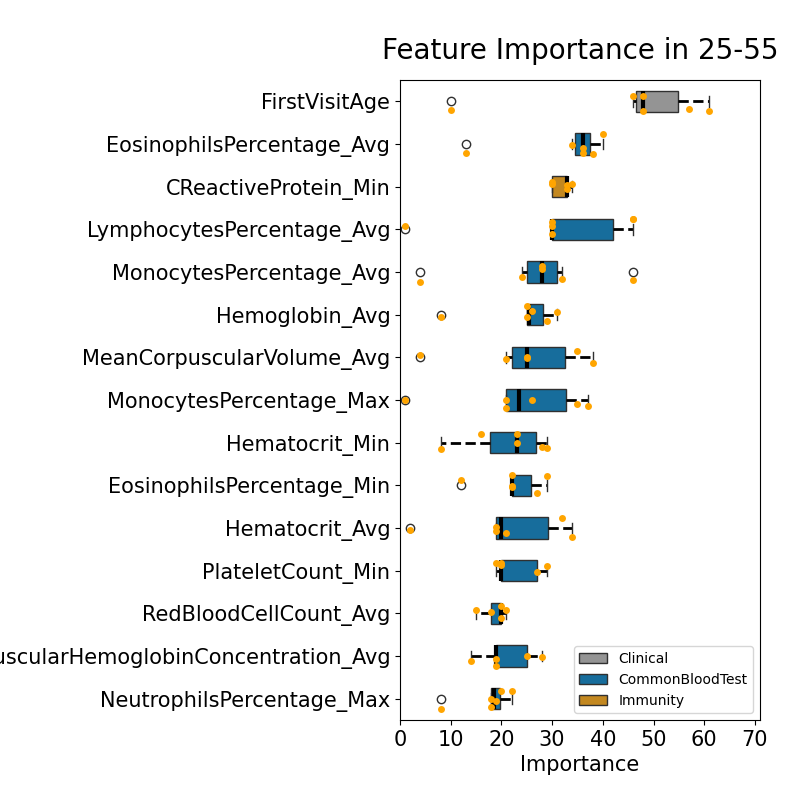 Feature Importance in 25-55
FirstVisitAge
EosinophilsPercentage_Avg
CReactiveProtein_Min
LymphocytesPercentage_Avg
MonocytesPercentage_Avg
Hemoglobin_Avg
MeanCorpuscularVolume_Avg
MonocytesPercentage_Max
Hematocrit_Min
EosinophilsPercentage_Min
Hematocrit_Avg
PlateletCount_Min
RedBloodCellCount_Avg
uscularHemoglobinConcentration_Avg
NeutrophilsPercentage_Max
Clinical
CommonBloodTest
Immunity
0 10 20 30 40 50 60 70
Importance